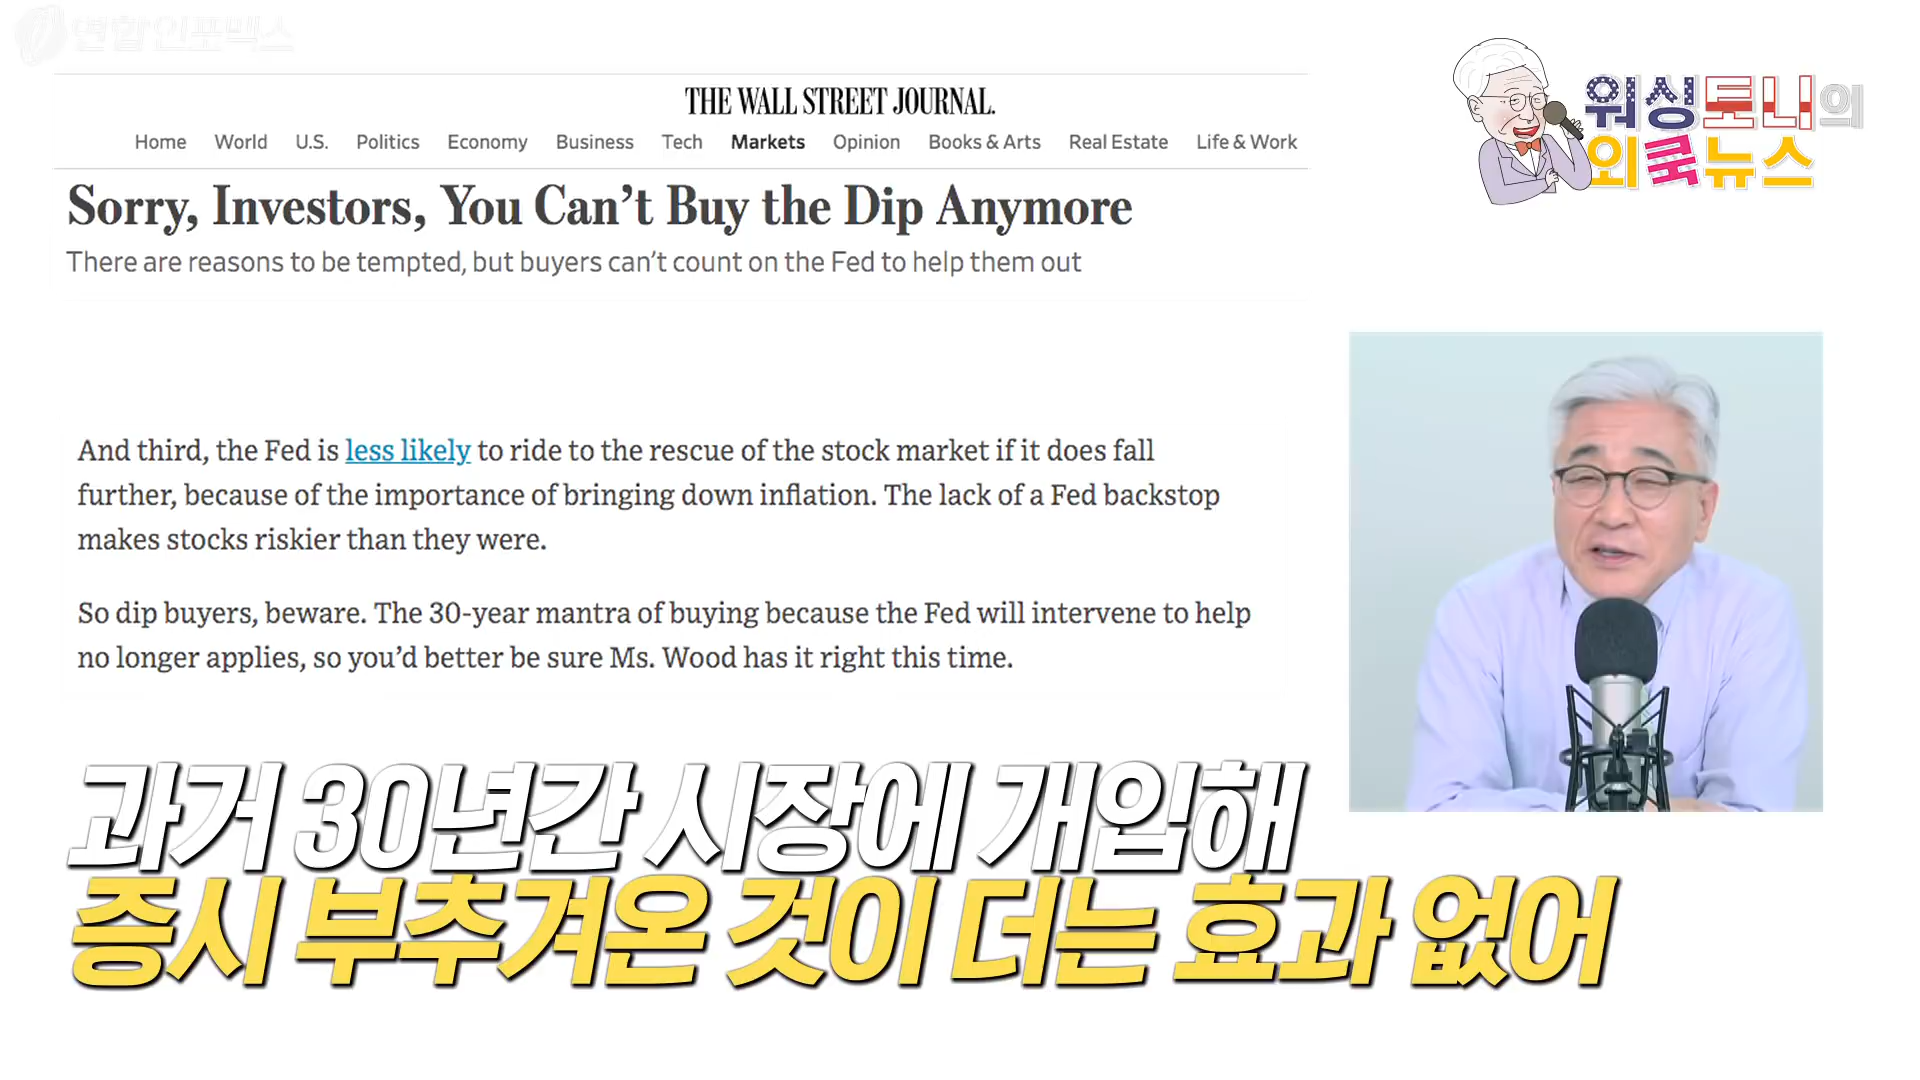 연합인포맥스
THE WALL STREET JOURNAL.
Home World U.S. Politics Economy Business Tech Markets Opinion Books & Arts Real Estate Life & Work
Sorry, Investors, You Can’t Buy the Dip Anymore
There are reasons to be tempted, but buyers can’t count on the Fed to help them out
워싱토니의
외쿡뉴스
And third, the Fed is less likely to ride to the rescue of the stock market if it does fall
further, because of the importance of bringing down inflation. The lack of a Fed backstop
makes stocks riskier than they were.
So dip buyers, beware. The 30-year mantra of buying because the Fed will intervene to help
no longer applies, so you’d better be sure Ms. Wood has it right this time.
과거 30년간 시장에 개입해
증시 부추겨온 것이 더는 효과 없어